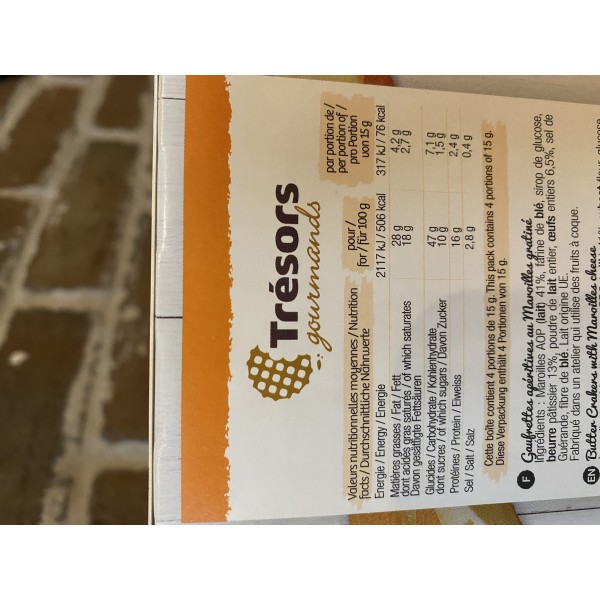 Trésors
gourmands
Valeurs nutritionnelles moyennes / Nutrition
facts / Durchschnittliche Nährwerte
pour /
for / für 100 g
par portion de /
per portion of /
pro Portion
von 15 g
Energie / Energy / Energie 2117 kJ / 506 kcal 317 kJ / 76 kcal
Matières grasses / Fat / Fett 28 g 4,2 g
dont acides gras saturés / of which saturates 18 g 2,7 g
Davon gesättigte Fettsäuren
Glucides / Carbohydrate / Kohlenhydrate 47 g 7,1 g
dont sucres / of which sugars / Davon Zucker 10 g 1,5 g
Protéines / Protein / Eiweiss 16 g 2,4 g
Sel / Salt / Salz 2,8 g 0,4 g
Cette boîte contient 4 portions de 15 g. This pack contains 4 portions of 15 g.
Diese Verpackung enthält 4 Portionen von 15 g.
F Gaufrettes apéritives au Maroilles gratiné
Ingrédients : Maroilles AOP (lait) 41%, farine de blé, sirop de glucose,
beurre pâtissier 13%, poudre de lait entier, œufs entiers 6,5%, sel de
Guérande, fibre de blé. Lait origine UE.
Fabriqué dans un atelier qui utilise des fruits à coque.
EN Butter Crakers with Maroilles cheese